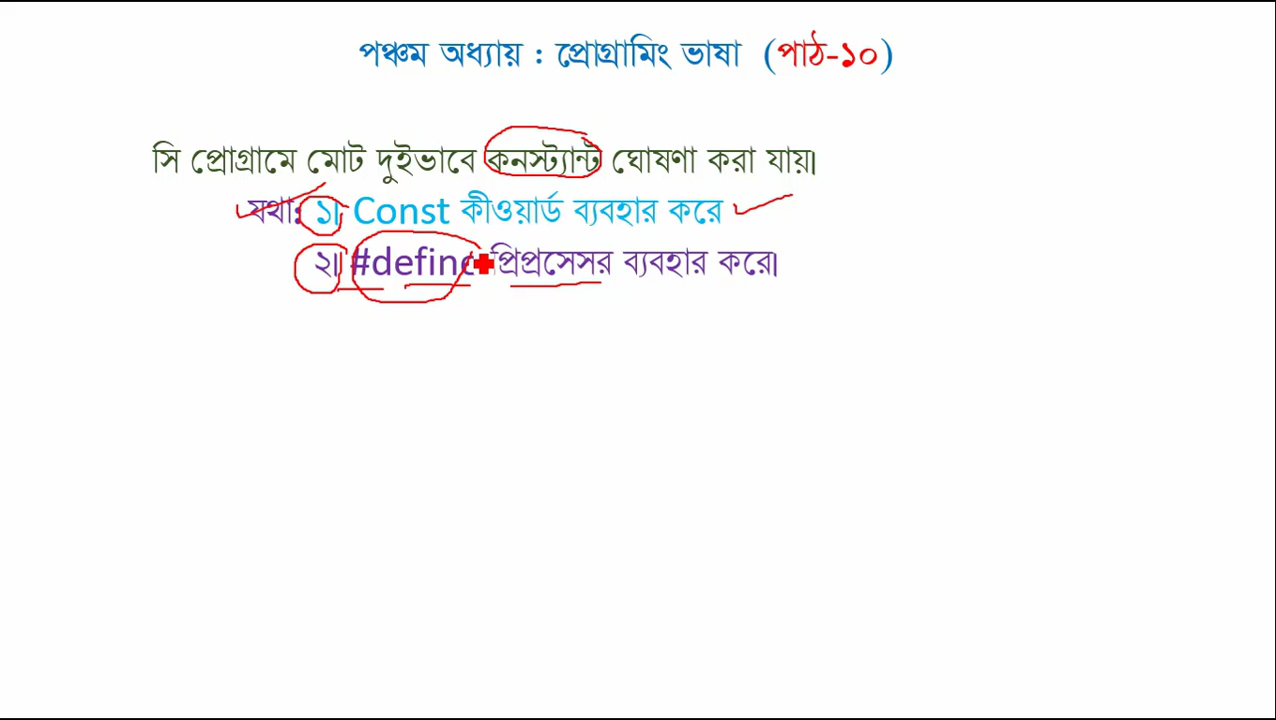 পঞ্চম অধ্যায় : প্রোগ্রামিং ভাষা (পাঠ-১০)
সি প্রোগ্রামে মোট দুইভাবে কনস্ট্যান্ট ঘোষণা করা যায়।
যথা: ১। Const কীওয়ার্ড ব্যবহার করে
২। #define প্রিপ্রসেসর ব্যবহার করে।